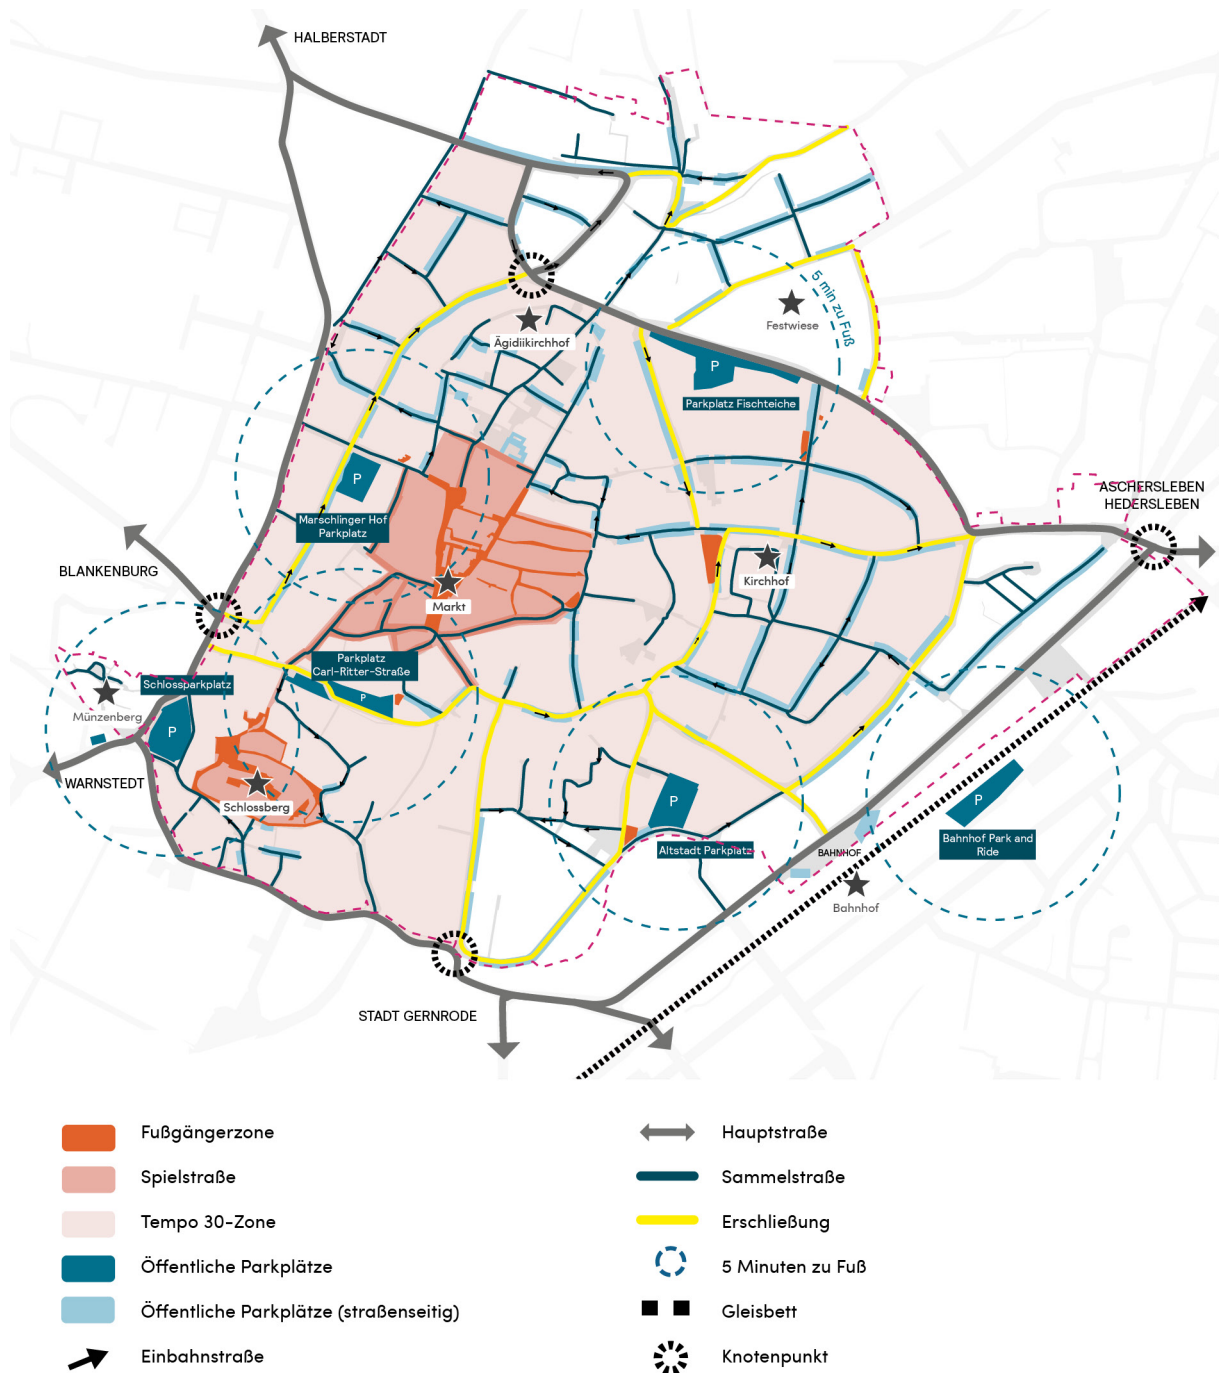 HALBERSTADT
5 min zu Fuß
Festwiese
Ägidiikirchhof
P
Parkplatz Fischteiche
ASCHERSLEBEN
HEDERSLEBEN
P
Marschlinger Hof
Parkplatz
BLANKENBURG
Kirchhof
Markt
Parkplatz
Carl-Ritter-Straße
P
Schlossparkplatz
Münzenberg
P
WARNSTEDT
Schlossberg
P
Altstadt Parkplatz
P
Bahnhof Park and
Ride
BAHNHOF
Bahnhof
STADT GERNRODE
Fußgängerzone
Spielstraße
Tempo 30-Zone
Öffentliche Parkplätze
Öffentliche Parkplätze (straßenseitig)
Einbahnstraße
Hauptstraße
Sammelstraße
Erschließung
5 Minuten zu Fuß
Gleisbett
Knotenpunkt